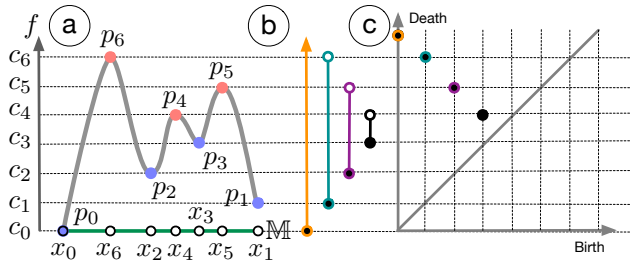 f a b c Death
p₆
c₆
c₅ p₅
c₄ p₄
c₃ p₃
c₂ p₂
c₁ p₀ p₁
c₀ x₃ 𝕄
x₀ x₆ x₂ x₄ x₅ x₁ Birth